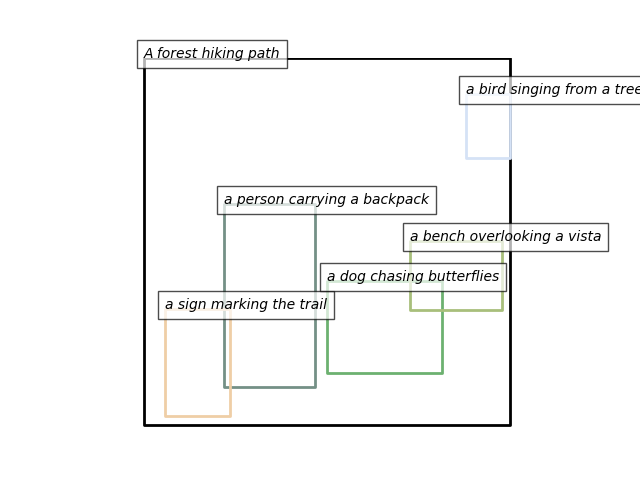 A forest hiking path
a bird singing from a tree
a person carrying a backpack
a bench overlooking a vista
a dog chasing butterflies
a sign marking the trail